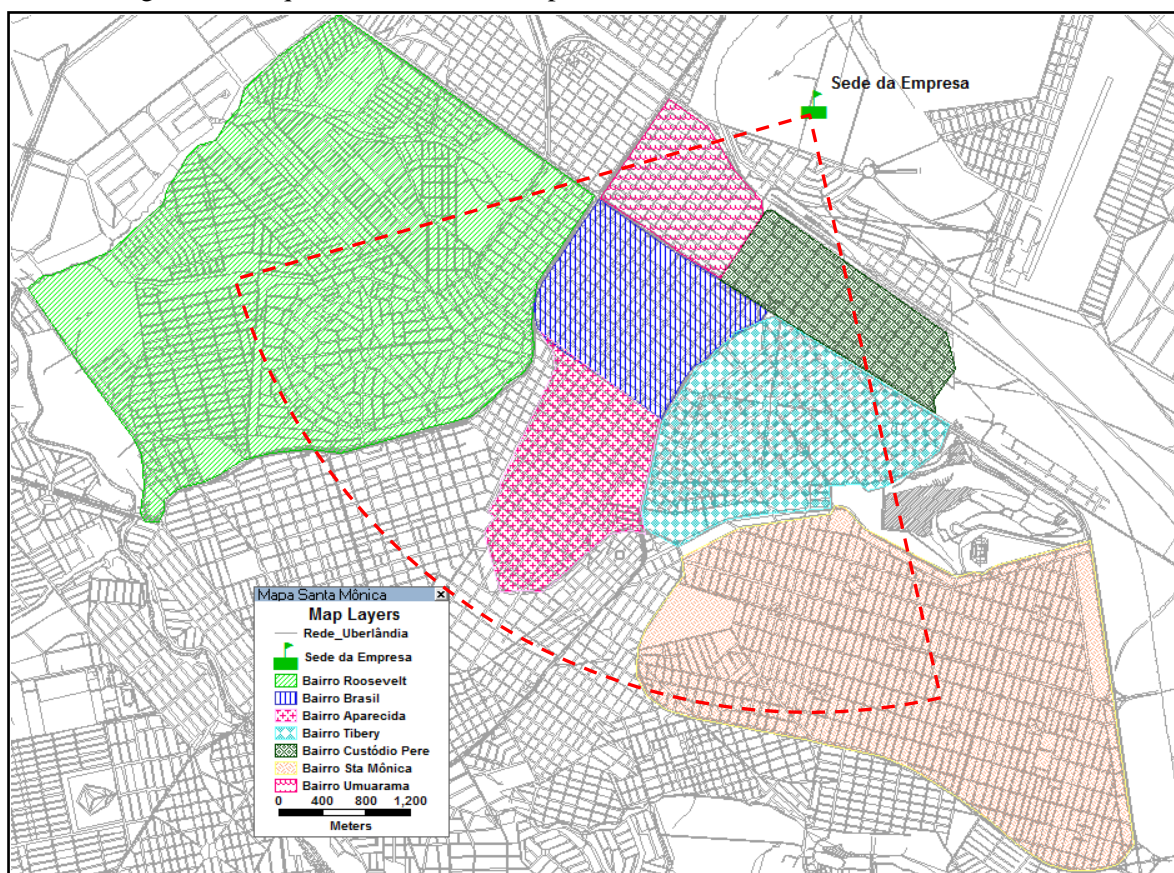 Sede da Empresa
Mapa Santa Mônica
Map Layers
Rede_Uberlândia
Sede da Empresa
Bairro Roosevelt
Bairro Brasil
Bairro Aparecida
Bairro Tibery
Bairro Custódio Pere
Bairro Sta Mônica
Bairro Umuarama
0 400 800 1,200
Meters